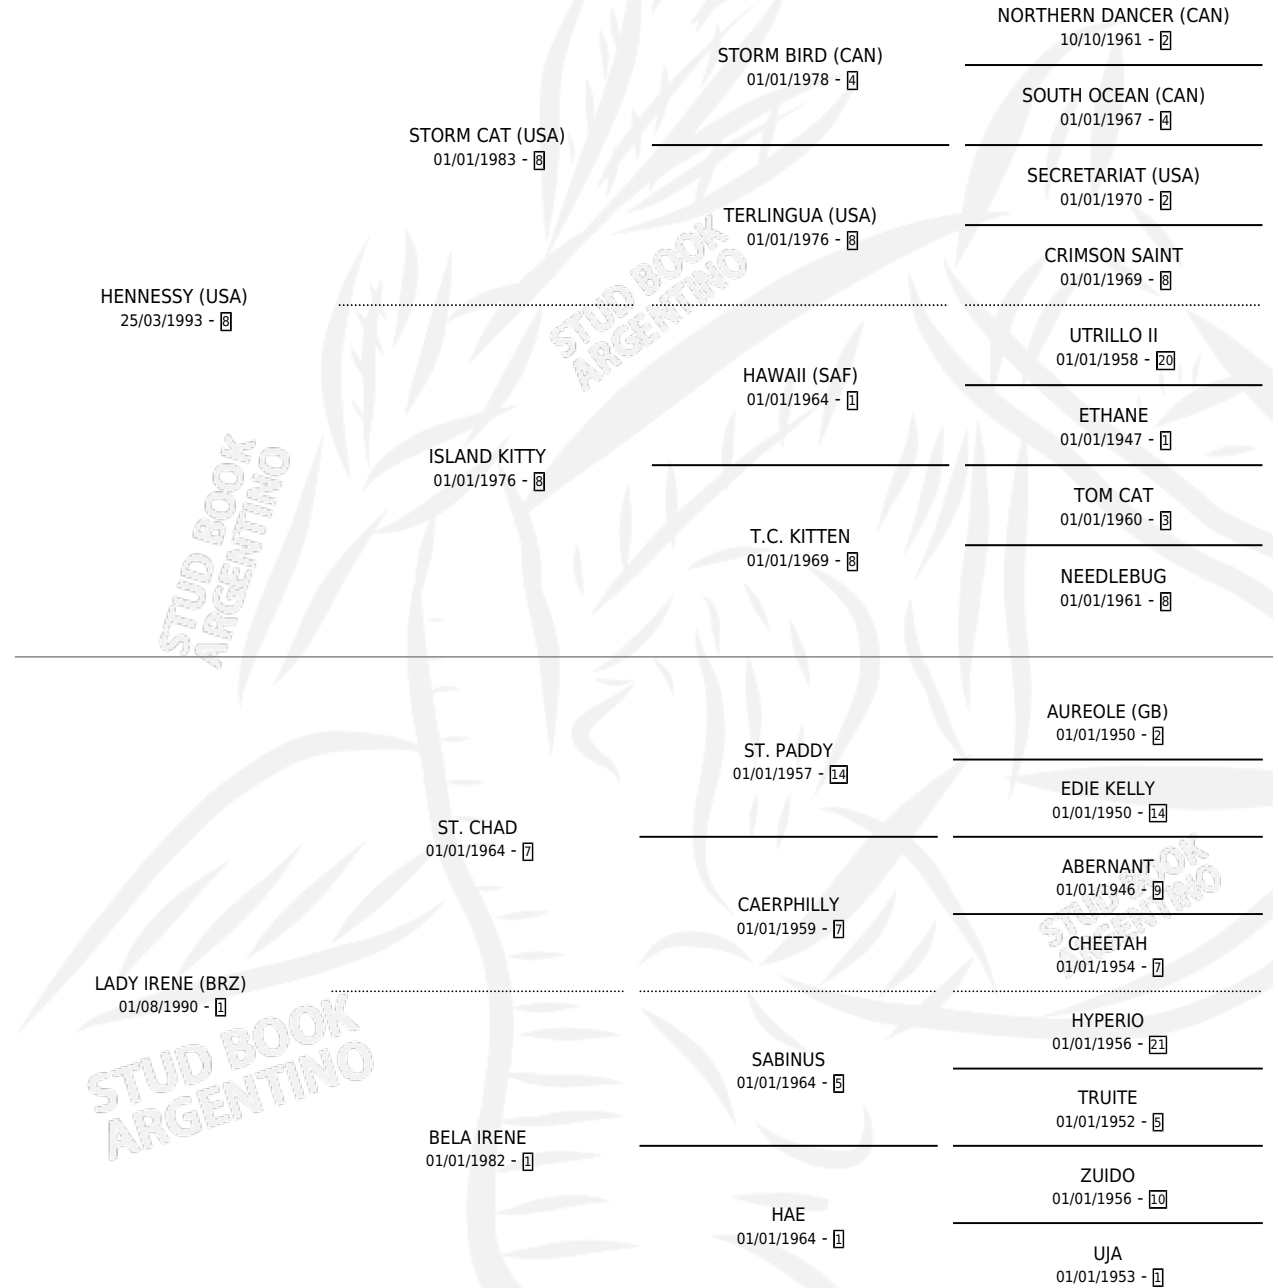 NORTHERN DANCER (CAN)
10/10/1961 - 2
STORM BIRD (CAN)
01/01/1978 - 4
SOUTH OCEAN (CAN)
01/01/1967 - 4
STORM CAT (USA)
01/01/1983 - 8
SECRETARIAT (USA)
01/01/1970 - 2
TERLINGUA (USA)
01/01/1976 - 8
CRIMSON SAINT
01/01/1969 - 8
HENNESSY (USA)
25/03/1993 - 8
UTRILLO II
01/01/1958 - 20
HAWAII (SAF)
01/01/1964 - 1
ETHANE
01/01/1947 - 1
ISLAND KITTY
01/01/1976 - 8
TOM CAT
01/01/1960 - 3
T.C. KITTEN
01/01/1969 - 8
NEEDLEBUG
01/01/1961 - 8
AUREOLE (GB)
01/01/1950 - 2
ST. PADDY
01/01/1957 - 14
EDIE KELLY
01/01/1950 - 14
ST. CHAD
01/01/1964 - 7
ABERNANT
01/01/1946 - 9
CAERPHILLY
01/01/1959 - 7
CHEETAH
01/01/1954 - 7
LADY IRENE (BRZ)
01/08/1990 - 1
HYPERIO
01/01/1956 - 21
SABINUS
01/01/1964 - 5
TRUITE
01/01/1952 - 5
BELA IRENE
01/01/1982 - 1
ZUIDO
01/01/1956 - 10
HAE
01/01/1964 - 1
UJA
01/01/1953 - 1
STUD BOOK
ARGENTINO
STUD BOOK
ARGENTINO
STUD BOOK
ARGENTINO
STUD BOOK
ARGENTINO